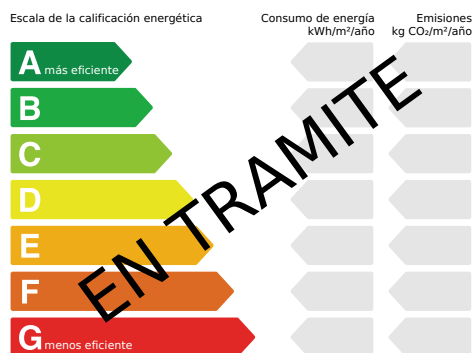 Escala de la calificación energética
Consumo de energía
kWh/m²/año
Emisiones
kg CO₂/m²/año
A más eficiente
B
C
D
E
F
G menos eficiente
EN TRAMITE